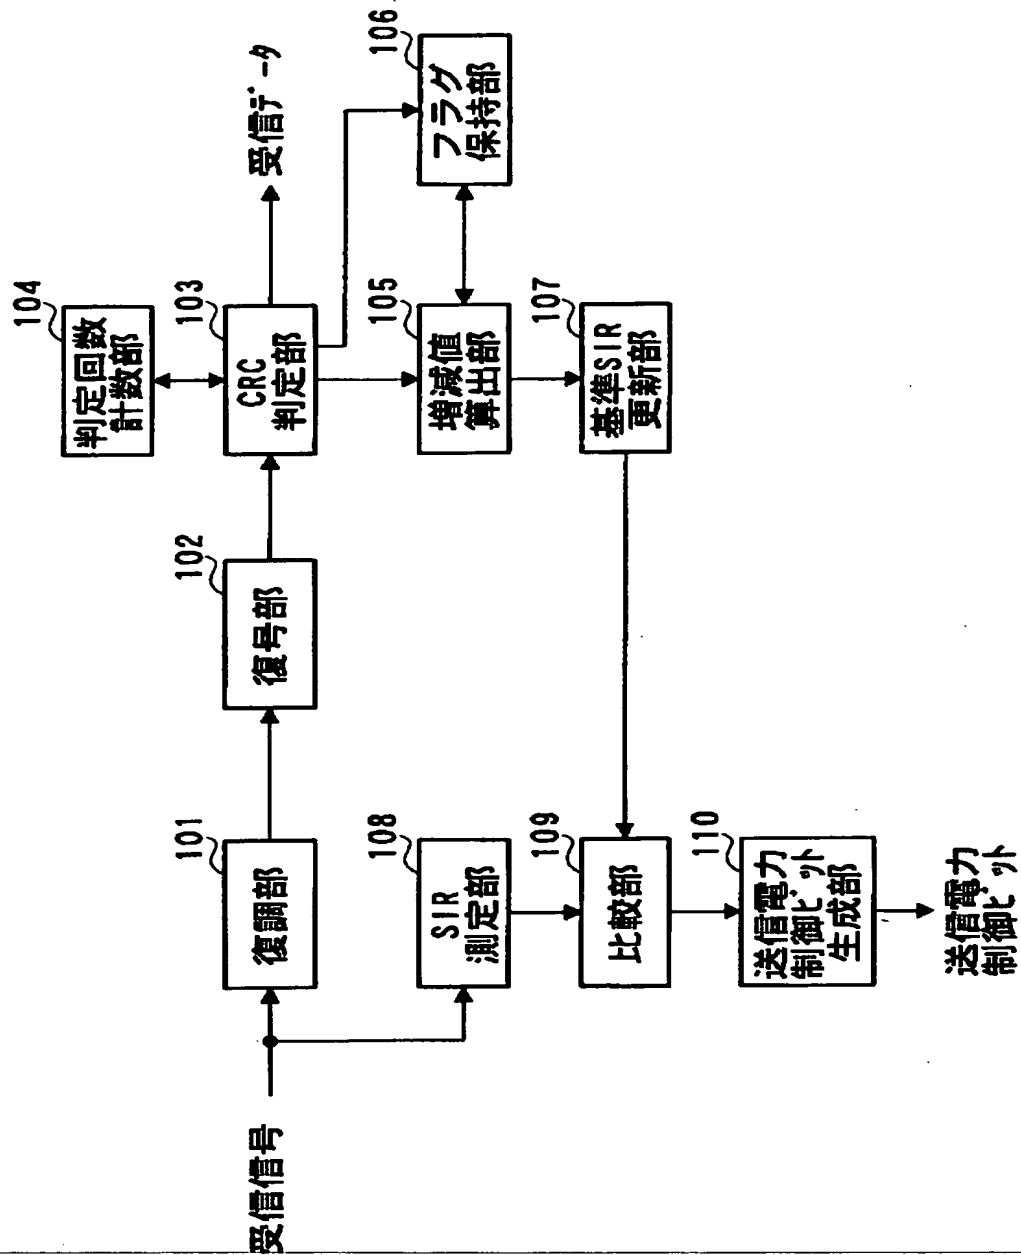 受信信号
101
復調部
102
復号部
103
CRC
判定部
104
判定回数
計数部
受信データ
105
増減値
算出部
106
フラグ
保持部
107
基準SIR
更新部
108
SIR
測定部
109
比較部
110
送信電力
制御ビット
生成部
送信電力
制御ビット